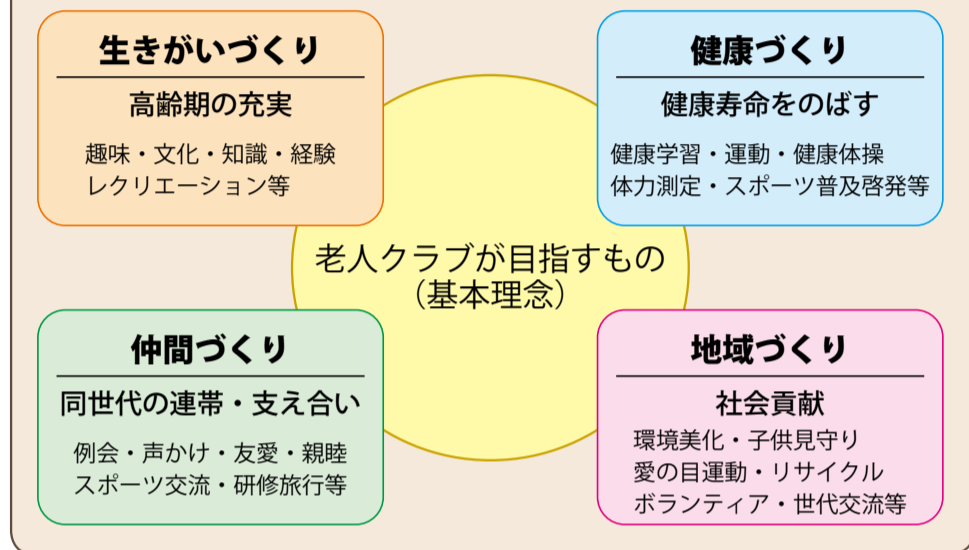 生きがいづくり
高齢期の充実
趣味・文化・知識・経験
レクリエーション等
健康づくり
健康寿命をのばす
健康学習・運動・健康体操
体力測定・スポーツ普及啓発等
老人クラブが目指すもの
（基本理念）
仲間づくり
同世代の連帯・支え合い
例会・声かけ・友愛・親睦
スポーツ交流・研修旅行等
地域づくり
社会貢献
環境美化・子供見守り
愛の目運動・リサイクル
ボランティア・世代交流等